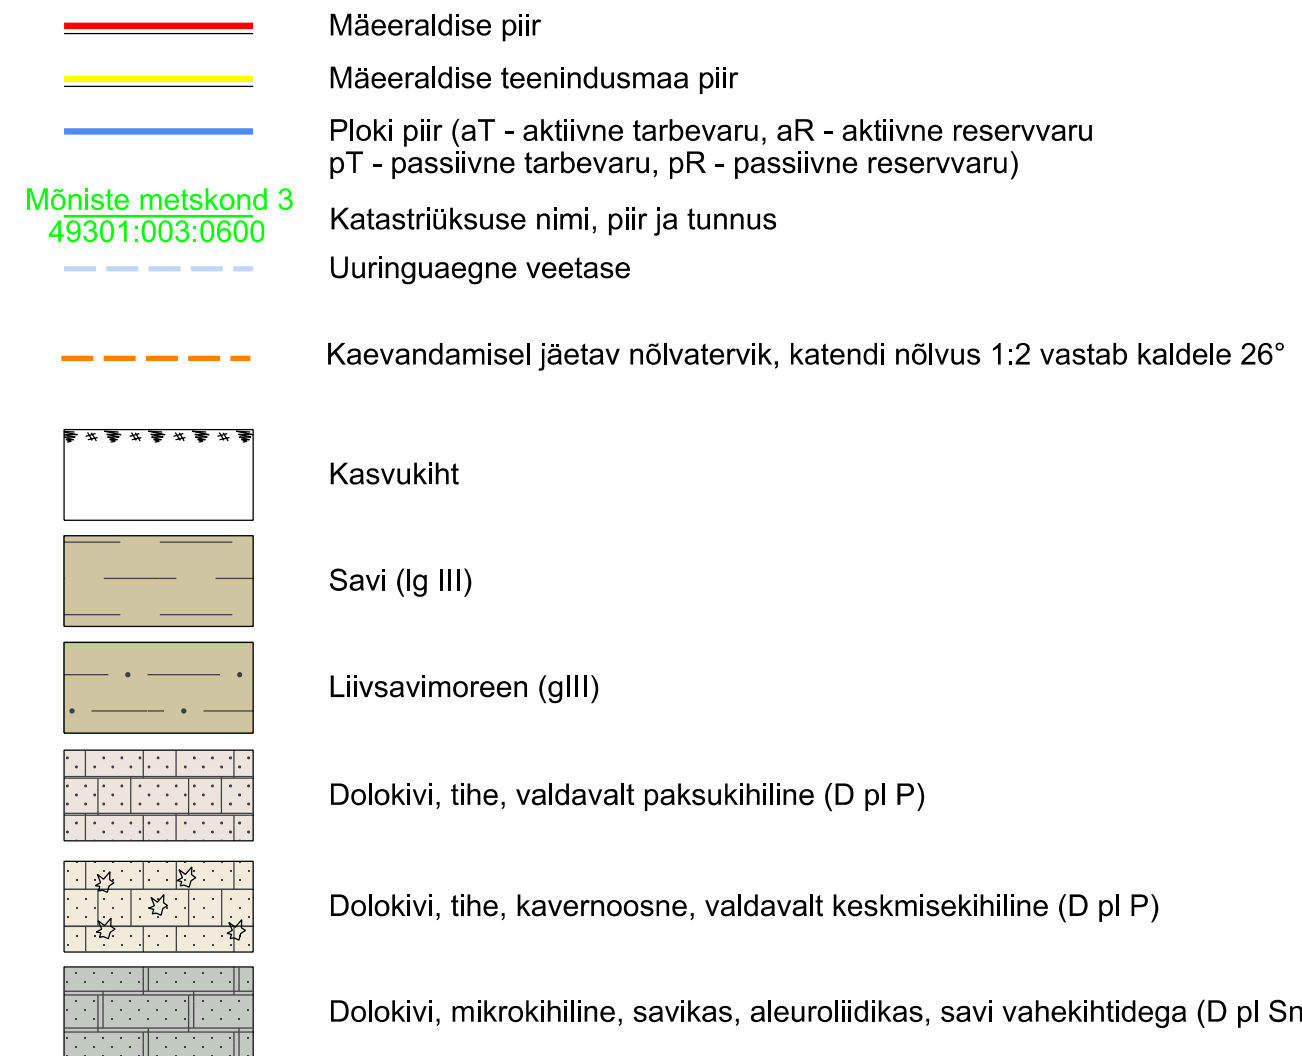 Mäeeraldise piir
Mäeeraldise teenindusmaa piir
Ploki piir (aT - aktiivne tarbevaru, aR - aktiivne reservvaru
pT - passiivne tarbevaru, pR - passiivne reservvaru)
Mõniste metskond 3
49301:003:0600
Katastriüksuse nimi, piir ja tunnus
Uuringuaegne veetase
Kaevandamisel jäetav nõlvatervik, katendi nõlvus 1:2 vastab kaldele 26°
Kasvukiht
Savi (lg III)
Liivsavimoreen (gIII)
Dolokivi, tihe, valdavalt paksukihiline (D pl P)
Dolokivi, tihe, kavernoosne, valdavalt keskmisekihiline (D pl P)
Dolokivi, mikrokihiline, savikas, aleuroliidikas, savi vahekihtidega (D pl Sn